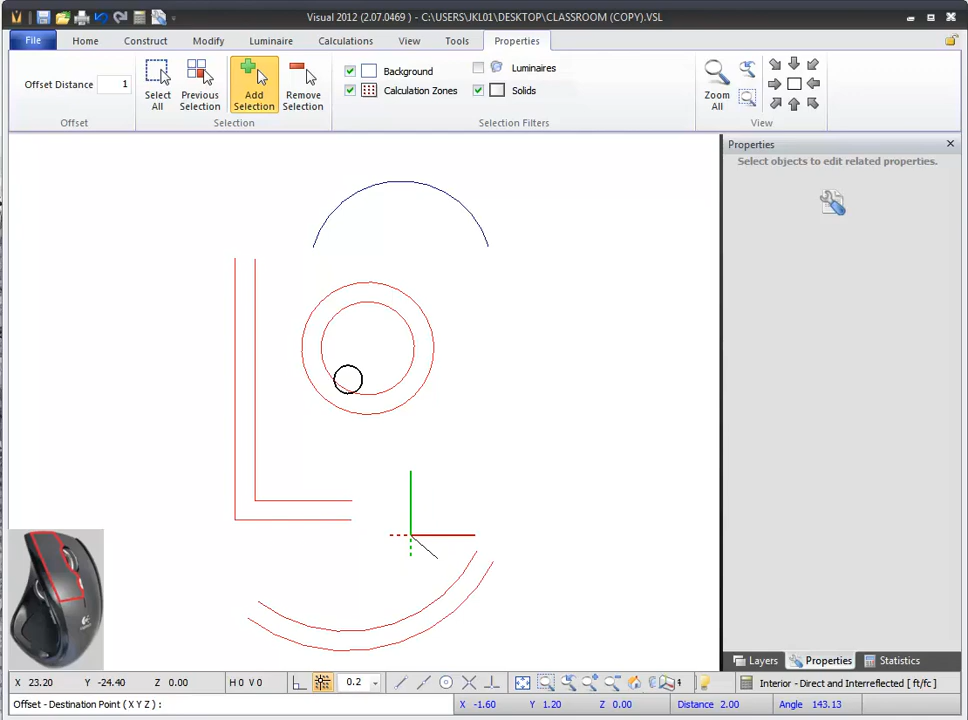 Visual 2012 (2.07.0469) - C:\USERS\JKL01\DESKTOP\CLASSROOM (COPY).VSL
File Home Construct Modify Luminaire Calculations View Tools Properties
Offset Distance 1
Select All
Previous Selection
Add Selection
Remove Selection
Background
Calculation Zones
Luminaires
Solids
Zoom All
Offset Selection Selection Filters View
Properties
Select objects to edit related properties.
Layers Properties Statistics
X 23.20 Y -24.40 Z 0.00 H 0 V 0 0.2 Interior - Direct and Interreflected [ ft/fc ]
Offset - Destination Point ( X Y Z ) : X -1.60 Y 1.20 Z 0.00 Distance 2.00 Angle 143.13